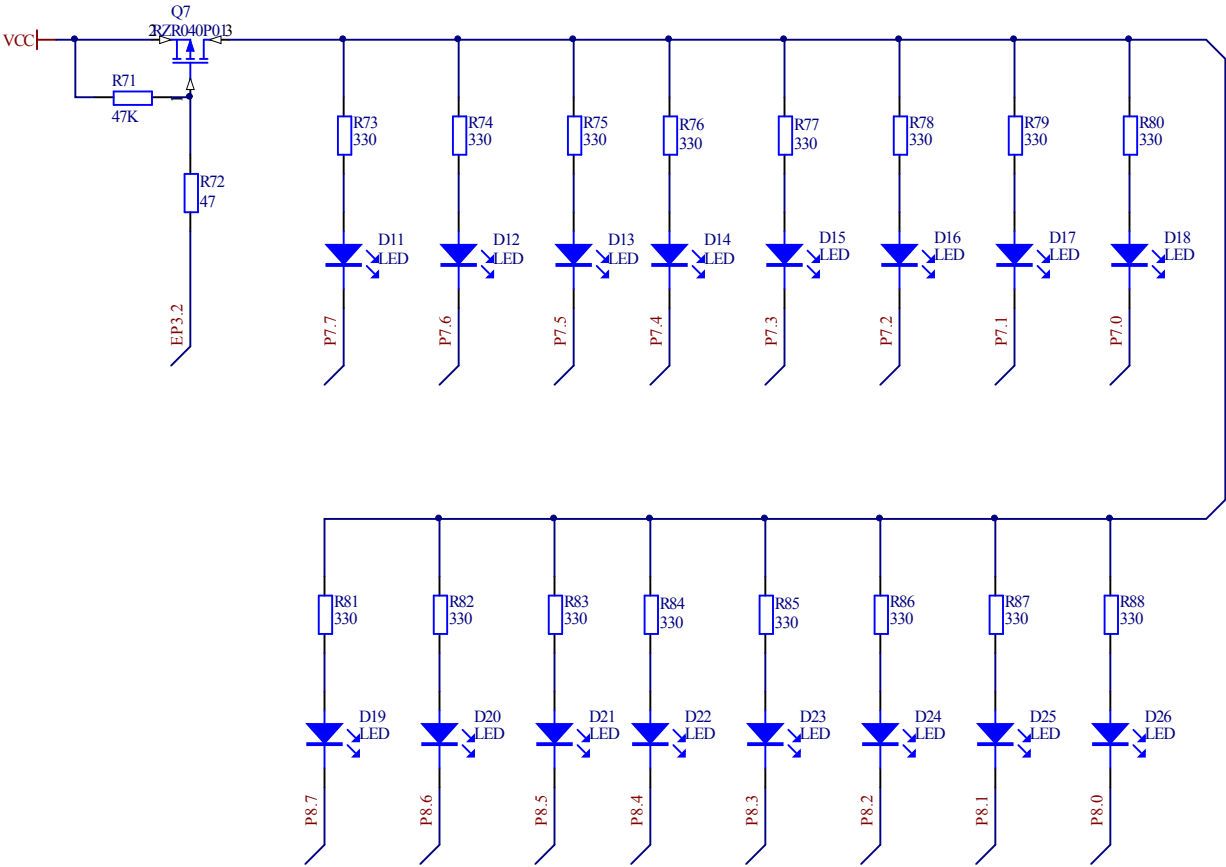 Q7
RZR040P01
2
3
VCC
R71
47K
1
R72
47
EP3.2
R73
330
R74
330
R75
330
R76
330
R77
330
R78
330
R79
330
R80
330
D11
LED
D12
LED
D13
LED
D14
LED
D15
LED
D16
LED
D17
LED
D18
LED
P7.7
P7.6
P7.5
P7.4
P7.3
P7.2
P7.1
P7.0
R81
330
R82
330
R83
330
R84
330
R85
330
R86
330
R87
330
R88
330
D19
LED
D20
LED
D21
LED
D22
LED
D23
LED
D24
LED
D25
LED
D26
LED
P8.7
P8.6
P8.5
P8.4
P8.3
P8.2
P8.1
P8.0